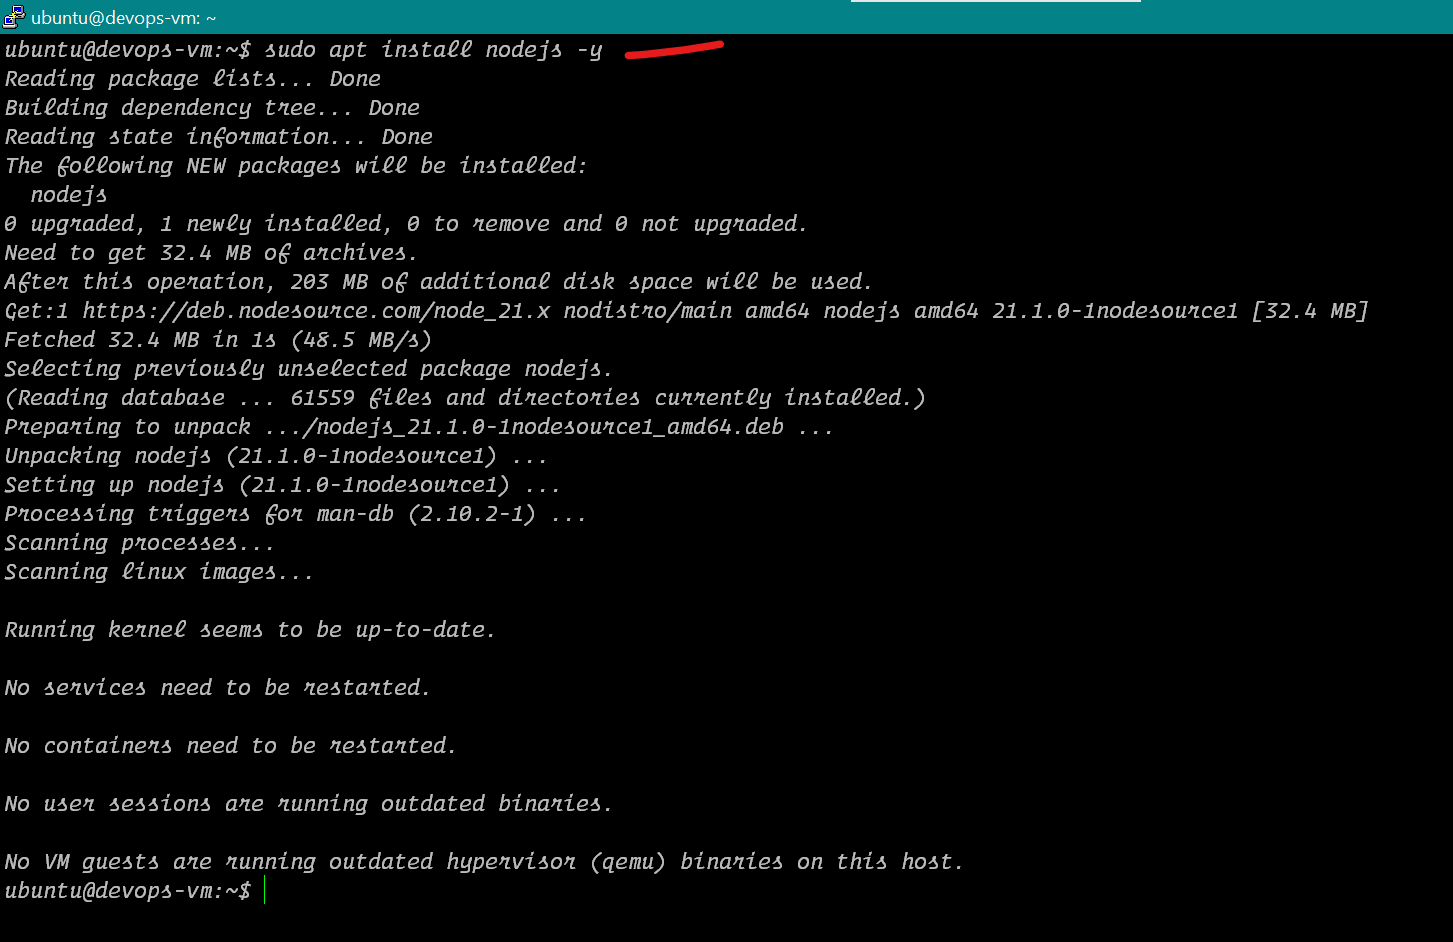 ubuntu@devops-vm: ~
ubuntu@devops-vm:~$ sudo apt install nodejs -y
Reading package lists... Done
Building dependency tree... Done
Reading state information... Done
The following NEW packages will be installed:
  nodejs
0 upgraded, 1 newly installed, 0 to remove and 0 not upgraded.
Need to get 32.4 MB of archives.
After this operation, 203 MB of additional disk space will be used.
Get:1 https://deb.nodesource.com/node_21.x nodistro/main amd64 nodejs amd64 21.1.0-1nodesource1 [32.4 MB]
Fetched 32.4 MB in 1s (48.5 MB/s)
Selecting previously unselected package nodejs.
(Reading database ... 61559 files and directories currently installed.)
Preparing to unpack .../nodejs_21.1.0-1nodesource1_amd64.deb ...
Unpacking nodejs (21.1.0-1nodesource1) ...
Setting up nodejs (21.1.0-1nodesource1) ...
Processing triggers for man-db (2.10.2-1) ...
Scanning processes...
Scanning linux images...
Running kernel seems to be up-to-date.
No services need to be restarted.
No containers need to be restarted.
No user sessions are running outdated binaries.
No VM guests are running outdated hypervisor (qemu) binaries on this host.
ubuntu@devops-vm:~$